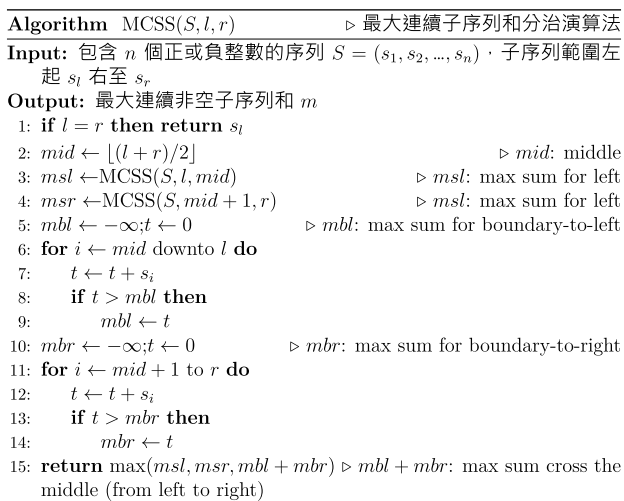 Algorithm MCSS(S, l, r) ▷ 最大連續子序列和分治演算法
Input: 包含 n 個正或負整數的序列 S = (s₁, s₂, ..., sₙ),子序列範圍左
起 s_l 右至 s_r
Output: 最大連續非空子序列和 m
1: if l = r then return s_l
2: mid ← ⌊(l + r)/2⌋ ▷ mid: middle
3: msl ←MCSS(S, l, mid) ▷ msl: max sum for left
4: msr ←MCSS(S, mid + 1, r) ▷ msl: max sum for left
5: mbl ← −∞;t ← 0 ▷ mbl: max sum for boundary-to-left
6: for i ← mid downto l do
7: t ← t + s_i
8: if t > mbl then
9: mbl ← t
10: mbr ← −∞;t ← 0 ▷ mbr: max sum for boundary-to-right
11: for i ← mid + 1 to r do
12: t ← t + s_i
13: if t > mbr then
14: mbr ← t
15: return max(msl, msr, mbl + mbr) ▷ mbl + mbr: max sum cross the
middle (from left to right)